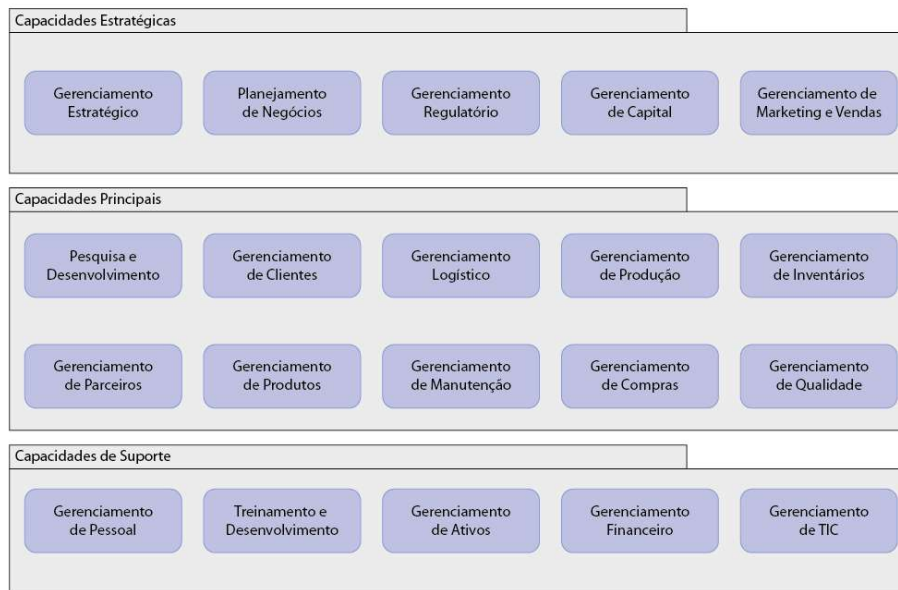 Capacidades Estratégicas
Gerenciamento
Estratégico
Planejamento
de Negócios
Gerenciamento
Regulatório
Gerenciamento
de Capital
Gerenciamento de
Marketing e Vendas
Capacidades Principais
Pesquisa e
Desenvolvimento
Gerenciamento
de Clientes
Gerenciamento
Logístico
Gerenciamento
de Produção
Gerenciamento
de Inventários
Gerenciamento
de Parceiros
Gerenciamento
de Produtos
Gerenciamento
de Manutenção
Gerenciamento
de Compras
Gerenciamento
de Qualidade
Capacidades de Suporte
Gerenciamento
de Pessoal
Treinamento e
Desenvolvimento
Gerenciamento
de Ativos
Gerenciamento
Financeiro
Gerenciamento
de TIC